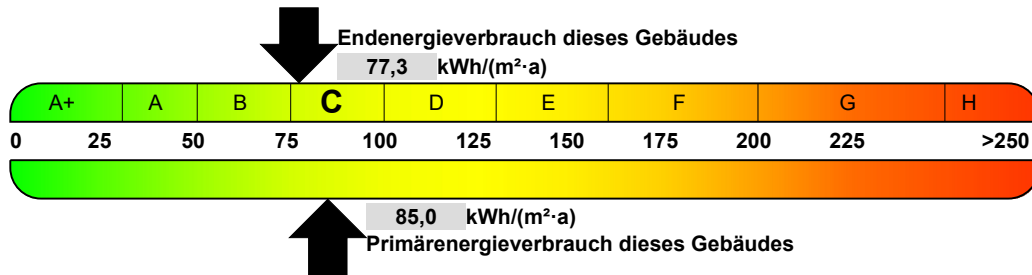 Endenergieverbrauch dieses Gebäudes
77,3 kWh/(m²·a)
A+ A B C D E F G H
0 25 50 75 100 125 150 175 200 225 >250
85,0 kWh/(m²·a)
Primärenergieverbrauch dieses Gebäudes